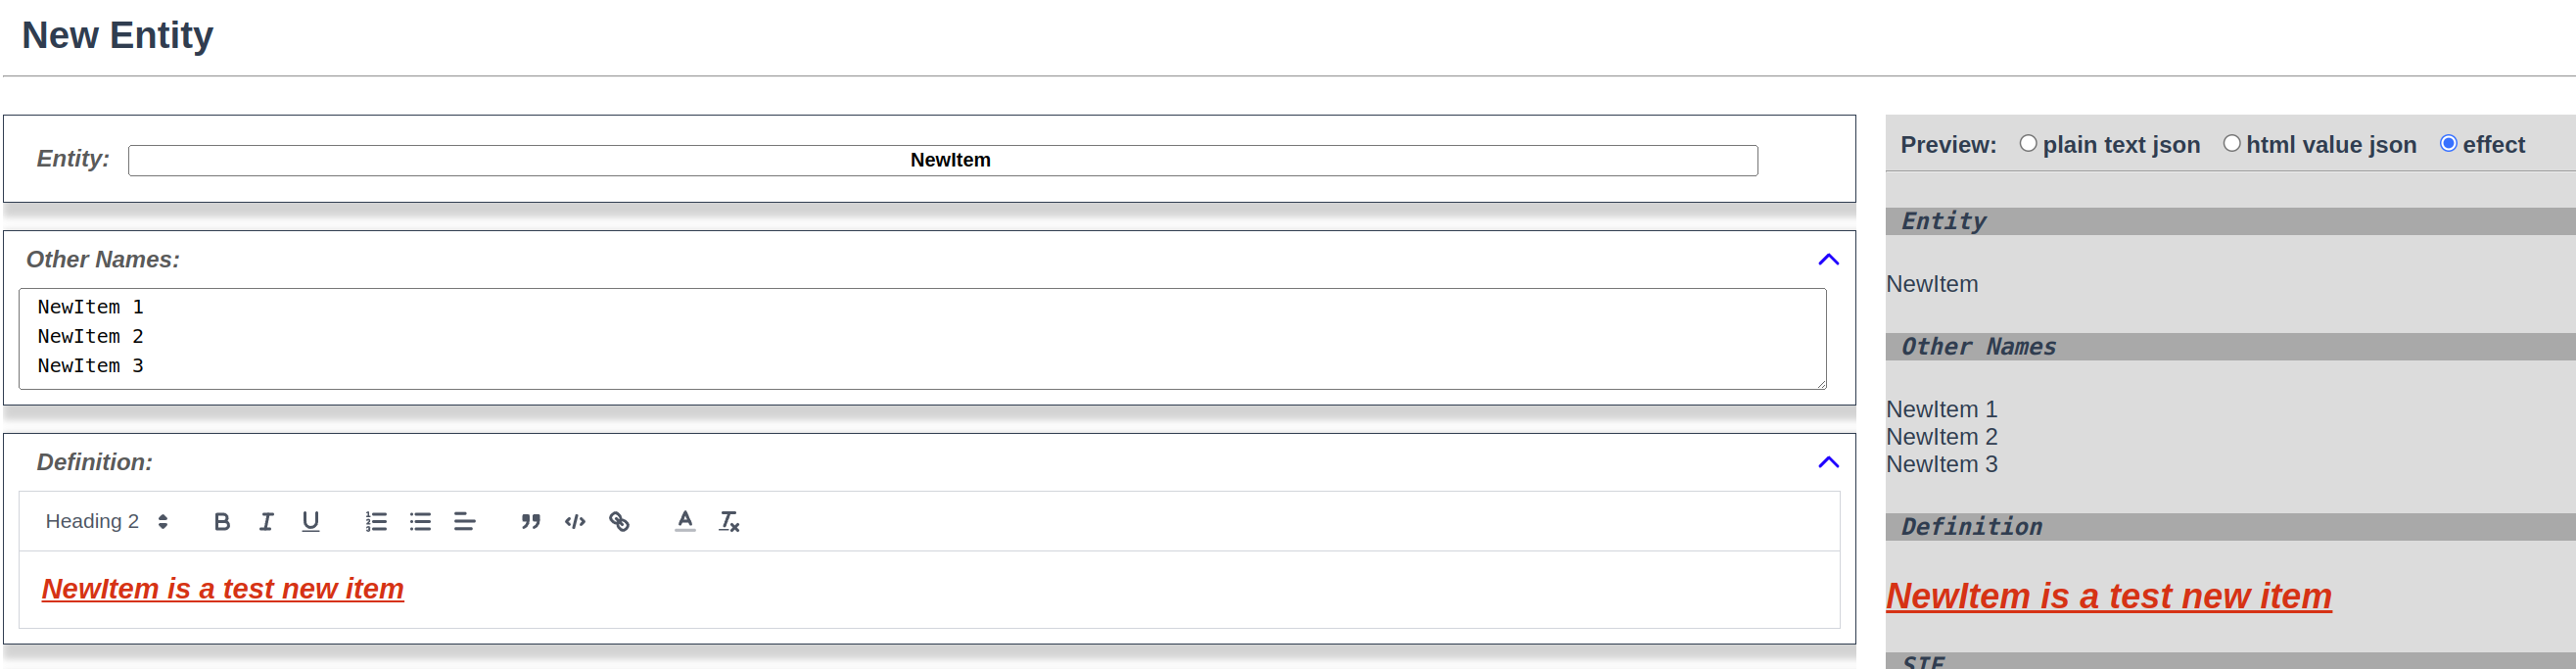 New Entity
Entity: NewItem
Other Names:
NewItem 1
NewItem 2
NewItem 3
Definition:
Heading 2
NewItem is a test new item
Preview: plain text json html value json effect
Entity
NewItem
Other Names
NewItem 1
NewItem 2
NewItem 3
Definition
NewItem is a test new item